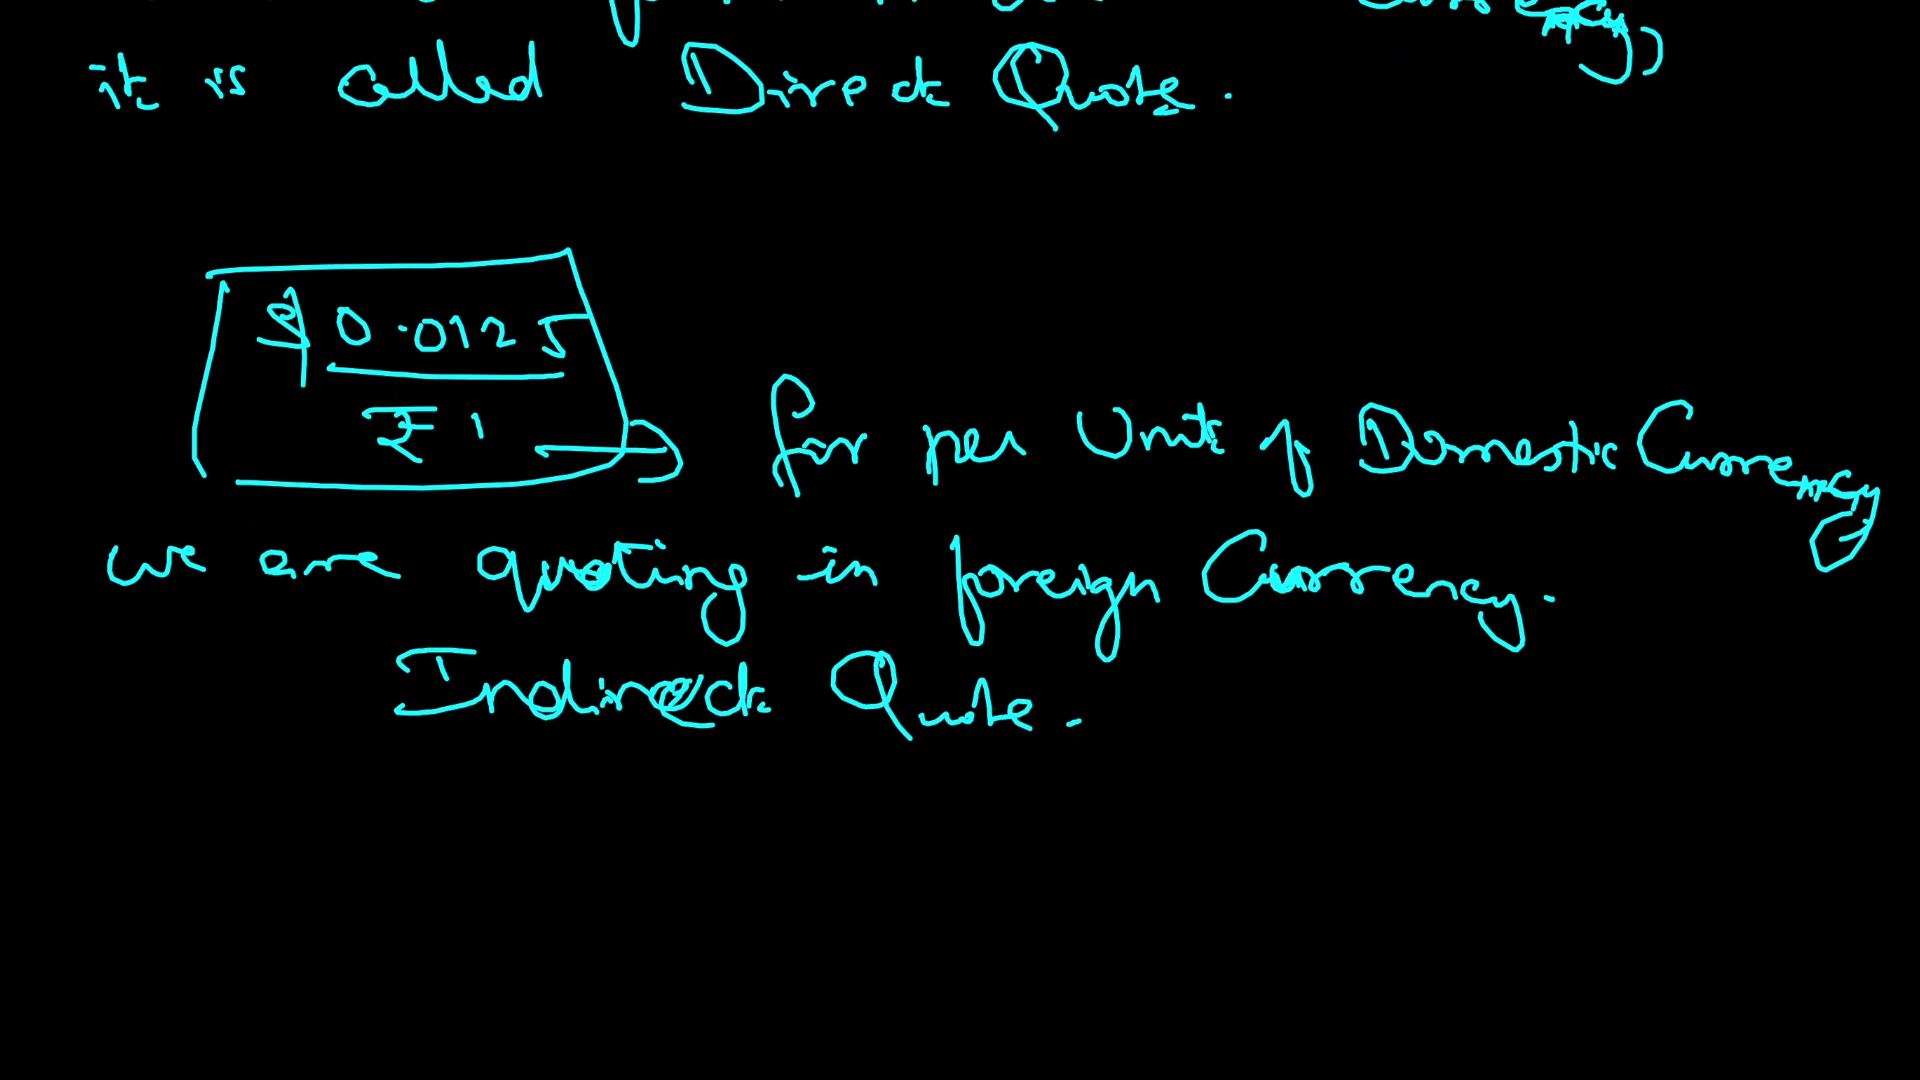 Currency)
it is called Direct Quote.
$ 0.0125
₹ 1
for per Unit of Domestic Currency
we are quoting in foreign Currency.
Indirect Quote.